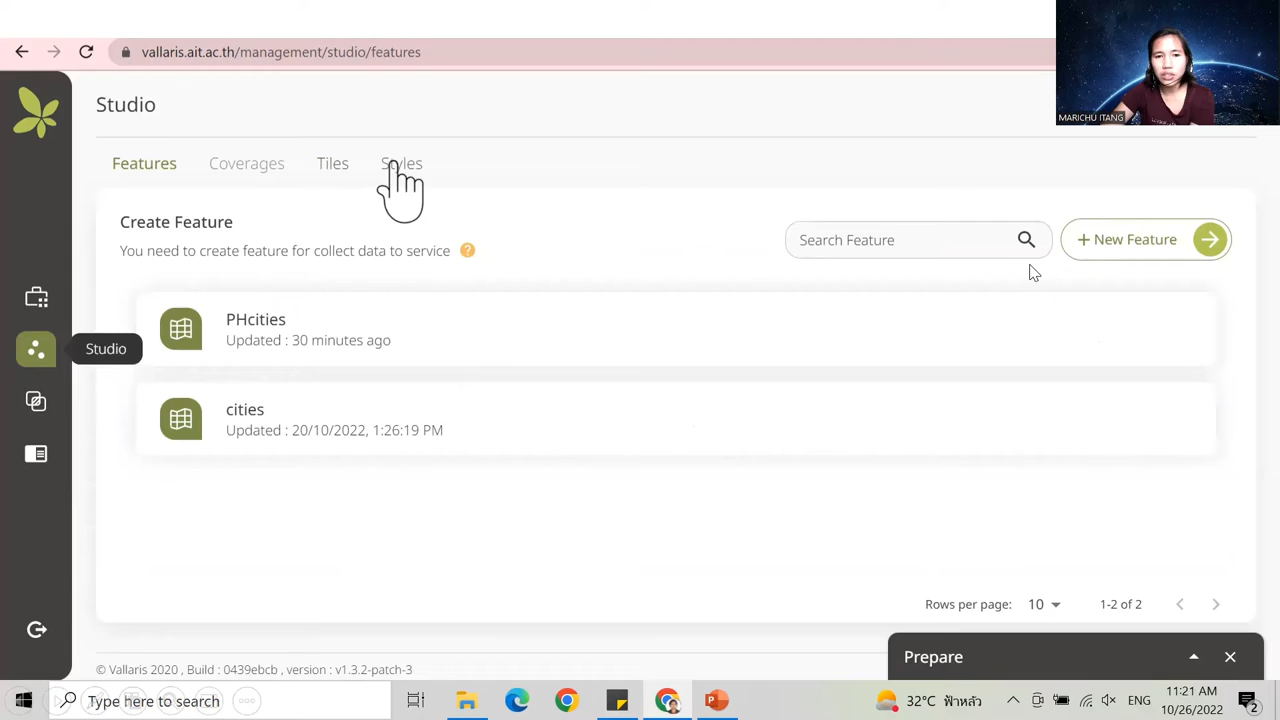 vallaris.ait.ac.th/management/studio/features
MARICHU ITANG
Studio
Features Coverages Tiles Styles
Create Feature
You need to create feature for collect data to service ?
Search Feature
+ New Feature
PHcities
Updated : 30 minutes ago
Studio
cities
Updated : 20/10/2022, 1:26:19 PM
Rows per page: 10 1-2 of 2
© Vallaris 2020 , Build : 0439ebcb , version : v1.3.2-patch-3
Prepare
Type here to search
32°C ฟ้าหลัว
ENG
11:21 AM
10/26/2022
2